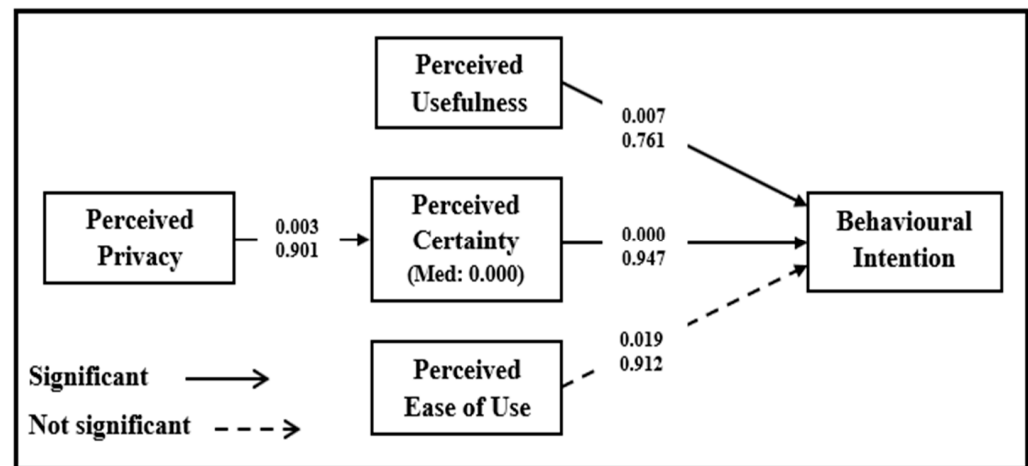 Perceived
Usefulness
0.007
0.761
Perceived
Privacy
0.003
0.901
Perceived
Certainty
(Med: 0.000)
0.000
0.947
Behavioural
Intention
0.019
0.912
Perceived
Ease of Use
Significant
Not significant